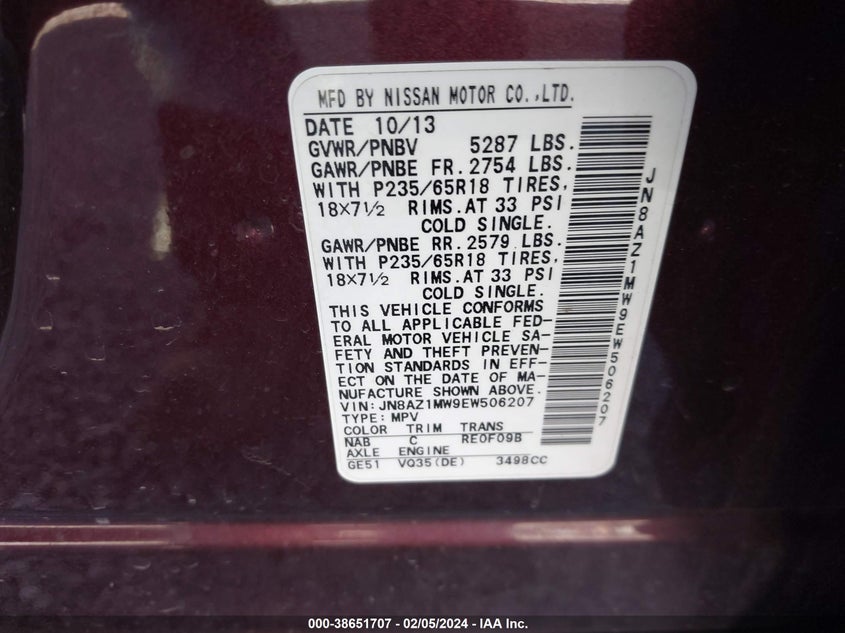 MFD BY NISSAN MOTOR CO.,LTD.
DATE 10/13
GVWR/PNBV 5287 LBS.
GAWR/PNBE FR. 2754 LBS.
WITH P235/65R18 TIRES,
18×7½ RIMS. AT 33 PSI
COLD SINGLE.
GAWR/PNBE RR. 2579 LBS.
WITH P235/65R18 TIRES,
18×7½ RIMS. AT 33 PSI
COLD SINGLE.
THIS VEHICLE CONFORMS
TO ALL APPLICABLE FED-
ERAL MOTOR VEHICLE SA-
FETY AND THEFT PREVEN-
TION STANDARDS IN EFF-
ECT ON THE DATE OF MA-
NUFACTURE SHOWN ABOVE.
VIN: JN8AZ1MW9EW506207
TYPE: MPV
COLOR TRIM TRANS
NAB C RE0F09B
AXLE ENGINE
GE51 VQ35(DE) 3498CC
JN8AZ1MW9EW506207
000-38651707 - 02/05/2024 - IAA Inc.